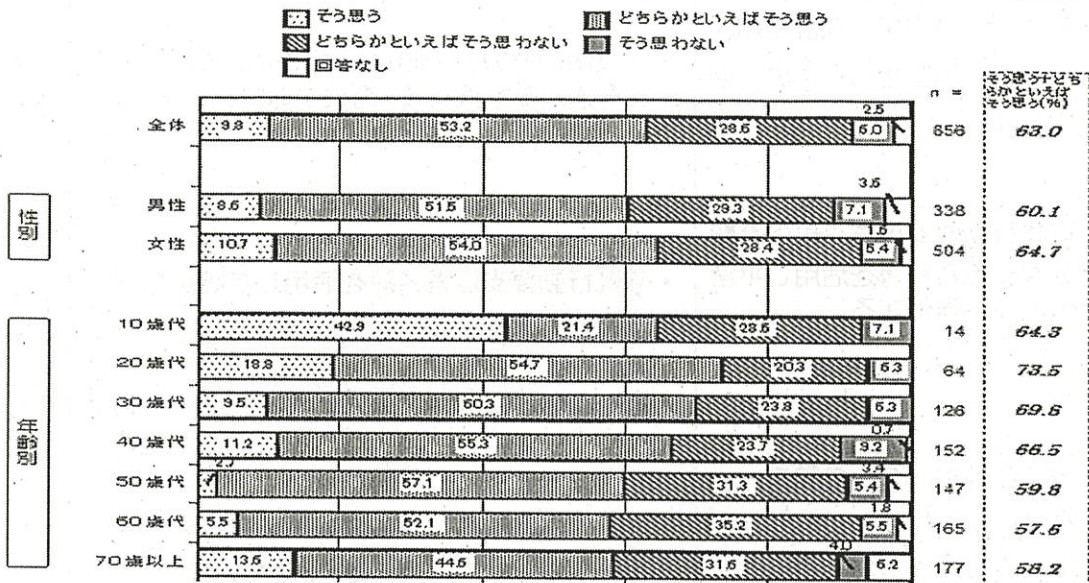 そう思う　どちらかといえばそう思う
どちらかといえばそう思わない　そう思わない
回答なし
n =　そう思う+どちらかといえばそう思う(%)
2.5
全体　9.8　53.2　28.6　6.0　856　63.0
3.6
性別
男性　8.6　51.5　29.3　7.1　338　60.1
1.6
女性　10.7　54.0　28.4　5.4　504　64.7
年齢別
10歳代　42.9　21.4　28.6　7.1　14　64.3
20歳代　18.8　54.7　20.3　6.3　64　73.5
30歳代　9.5　60.3　23.8　6.3　126　69.8
0.7
40歳代　11.2　55.3　23.7　9.2　152　66.5
2.7　3.4
50歳代　57.1　31.3　5.4　147　59.8
1.8
60歳代　5.5　52.1　35.2　5.5　165　57.6
4.0
70歳以上　13.6　44.6　31.6　6.2　177　58.2